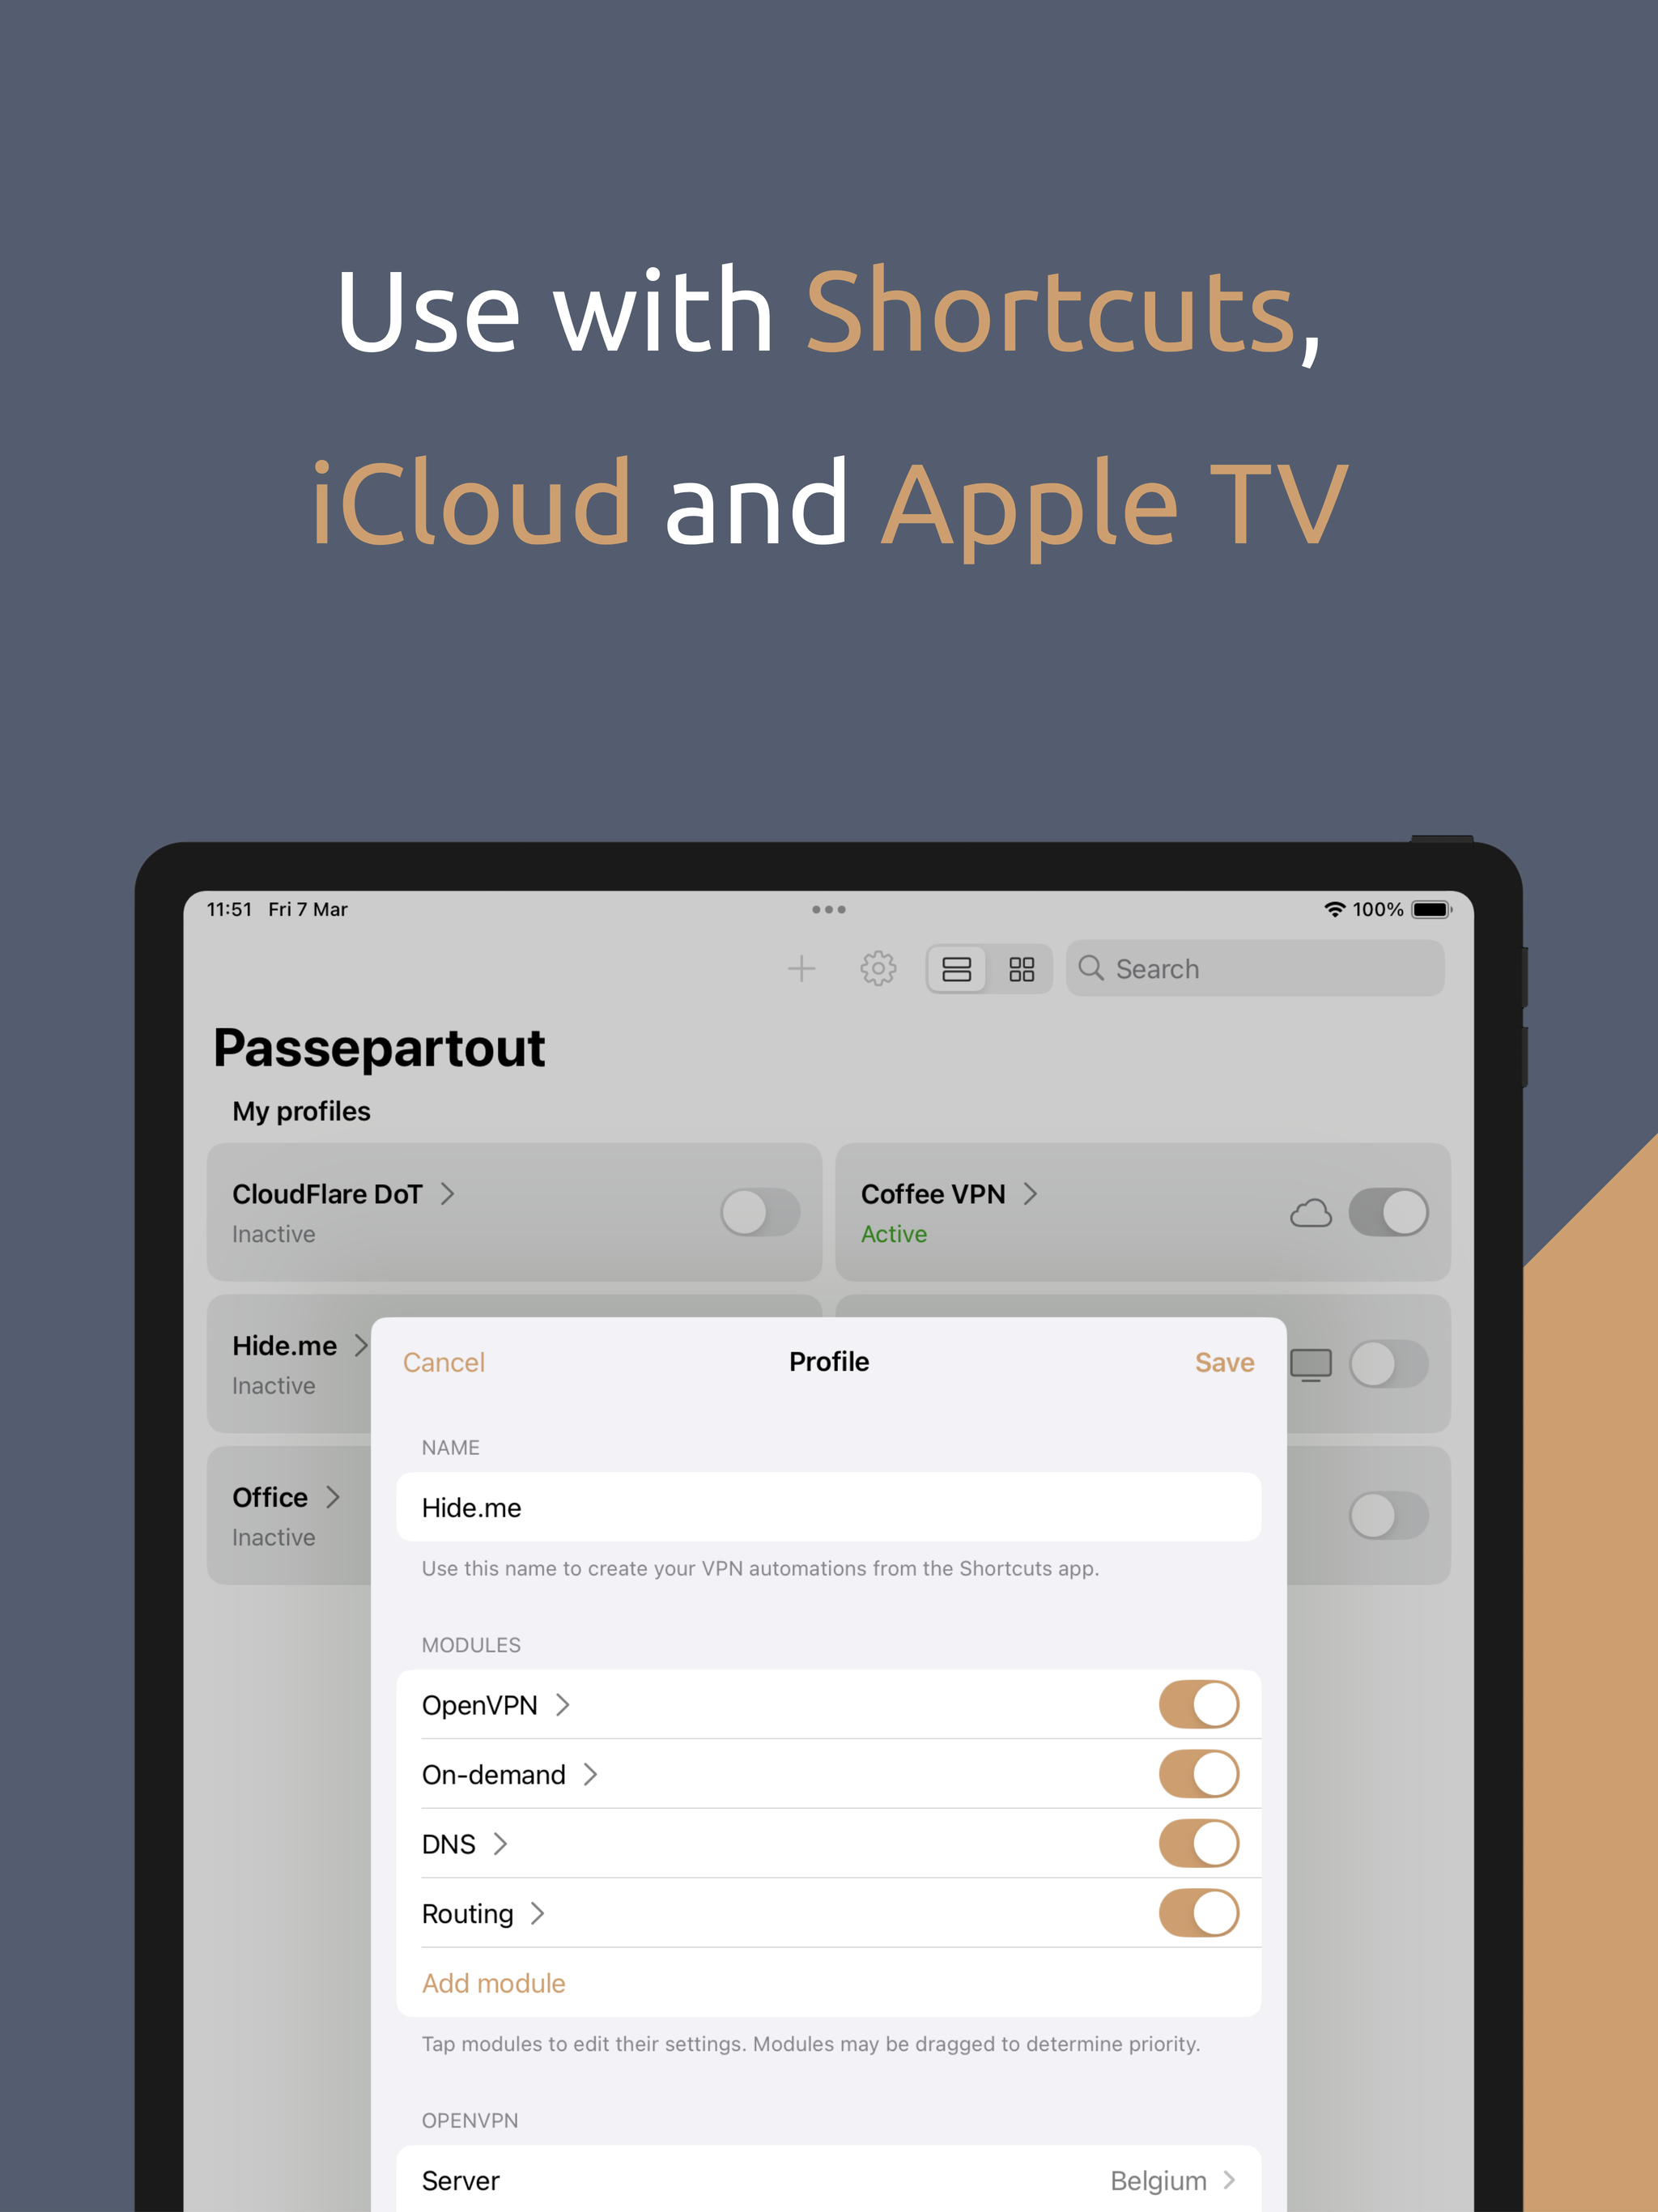 Use with Shortcuts,
iCloud and Apple TV
11:51 Fri 7 Mar
100%
Search
Passepartout
My profiles
CloudFlare DoT
Inactive
Coffee VPN
Active
Hide.me
Inactive
Office
Inactive
Cancel
Profile
Save
NAME
Hide.me
Use this name to create your VPN automations from the Shortcuts app.
MODULES
OpenVPN
On-demand
DNS
Routing
Add module
Tap modules to edit their settings. Modules may be dragged to determine priority.
OPENVPN
Server Belgium